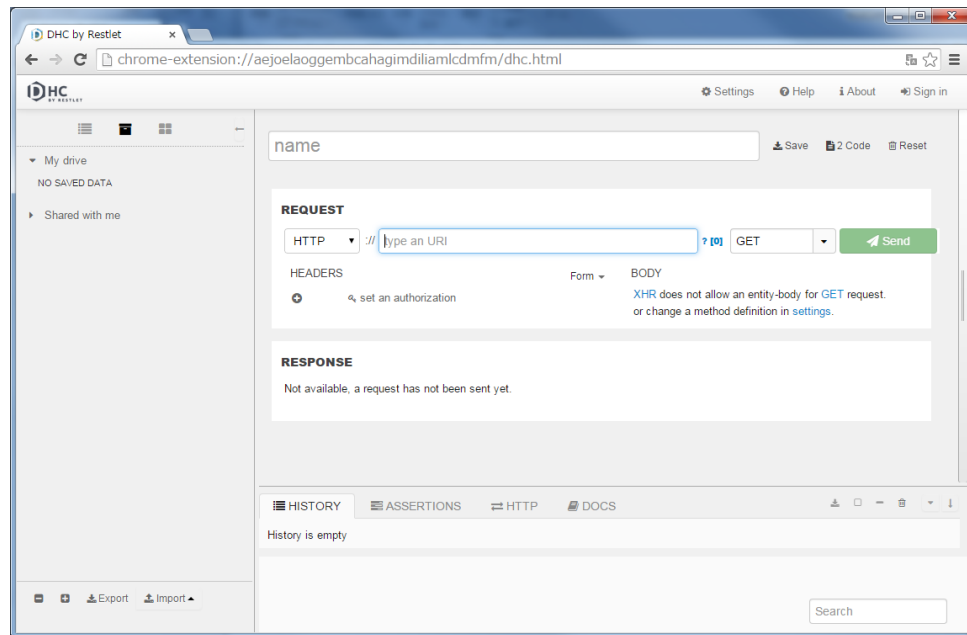 DHC by Restlet
chrome-extension://aejoelaoggembcahagimdiliamlcdmfm/dhc.html
DHC
BY RESTLET
Settings Help About Sign in
name
Save 2 Code Reset
My drive
NO SAVED DATA
Shared with me
REQUEST
HTTP :// type an URI ? [0] GET Send
HEADERS Form BODY
set an authorization
XHR does not allow an entity-body for GET request.
or change a method definition in settings.
RESPONSE
Not available, a request has not been sent yet.
HISTORY ASSERTIONS HTTP DOCS
History is empty
Export Import
Search